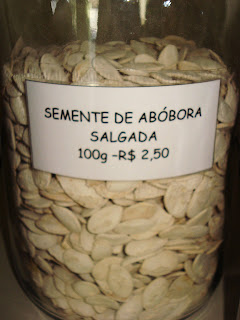 SEMENTE DE ABÓBORA
SALGADA
100g -R$ 2,50